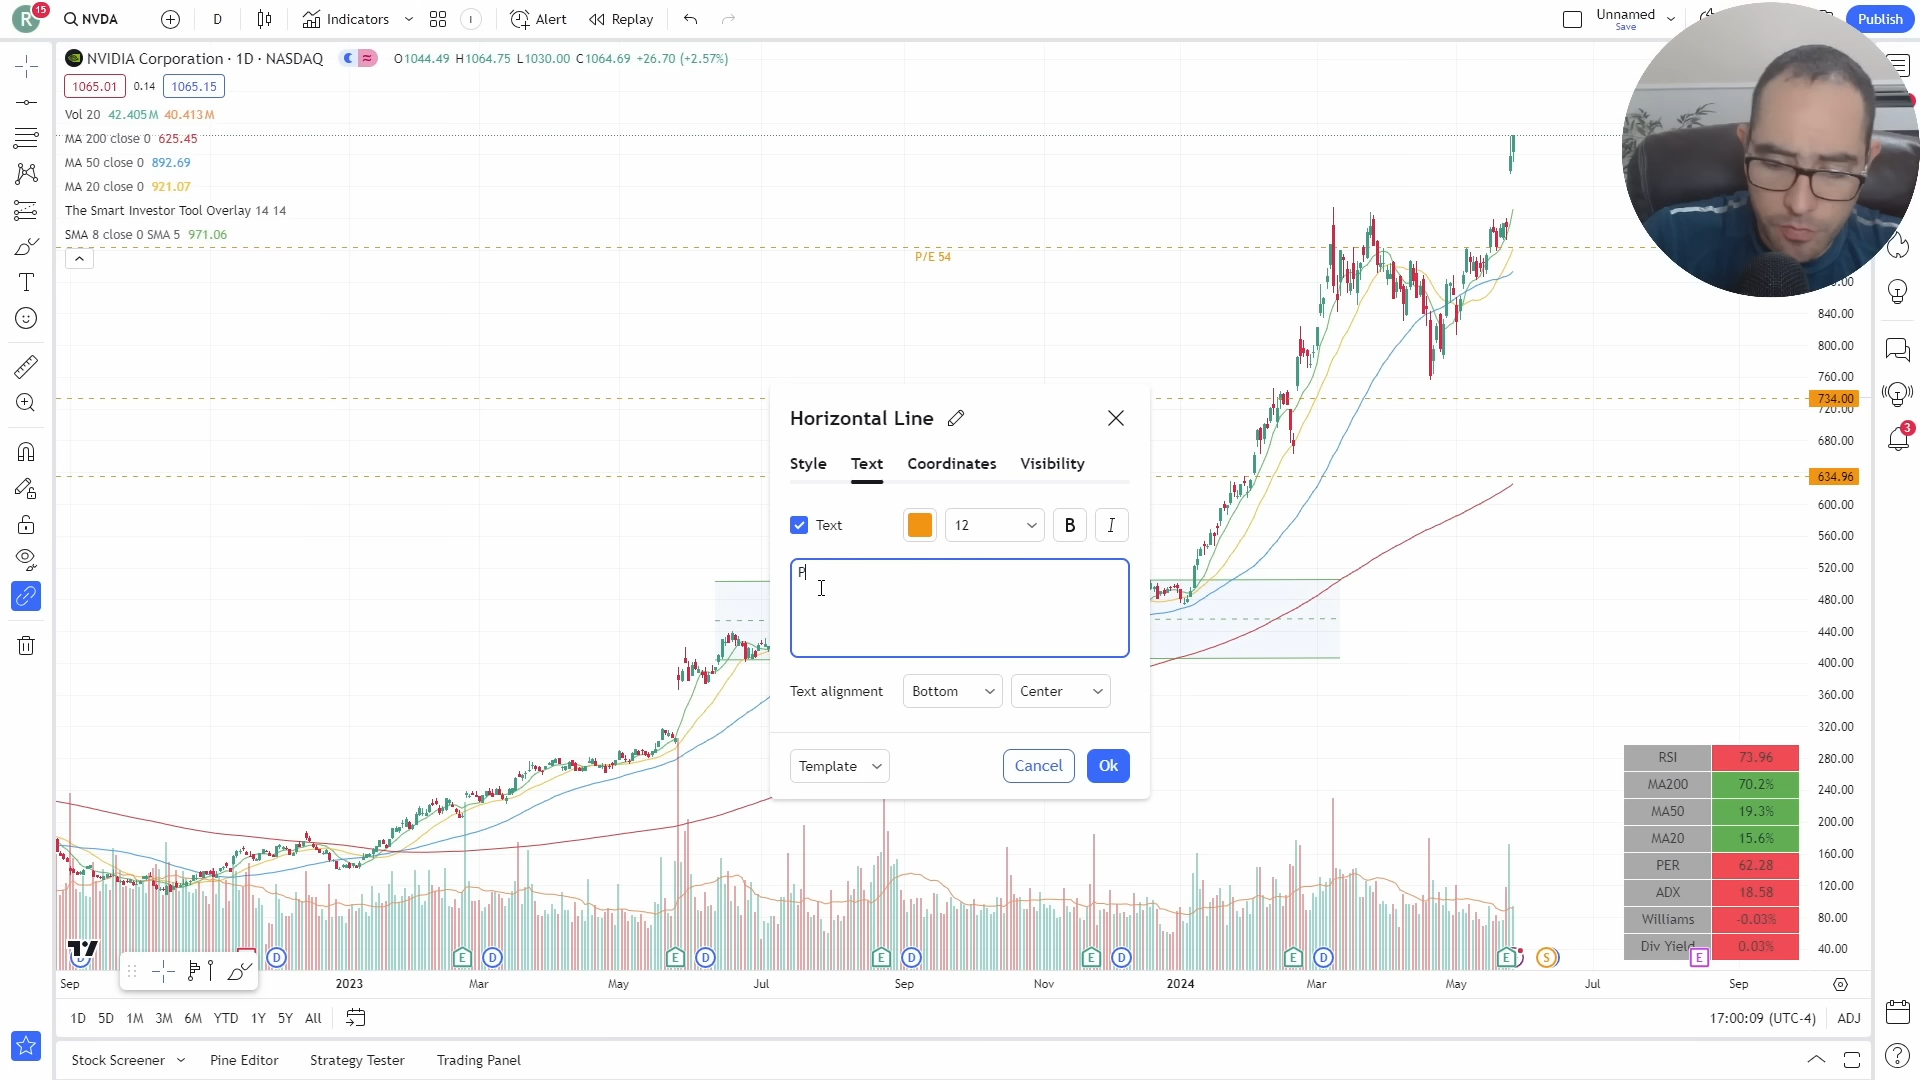 R
15
NVDA
D
Indicators
Alert
Replay
Unnamed
Save
Publish
NVIDIA Corporation · 1D · NASDAQ
O1044.49 H1064.75 L1030.00 C1064.69 +26.70 (+2.57%)
1065.01
0.14
1065.15
Vol 20 42.405M 40.413M
MA 200 close 0 625.45
MA 50 close 0 892.69
MA 20 close 0 921.07
The Smart Investor Tool Overlay 14 14
SMA 8 close 0 SMA 5 971.06
P/E 54
840.00
800.00
760.00
734.00
720.00
680.00
634.96
600.00
560.00
520.00
480.00
440.00
400.00
360.00
320.00
280.00
240.00
200.00
160.00
120.00
80.00
40.00
3
Horizontal Line
Style
Text
Coordinates
Visibility
Text
12
B
I
P
Text alignment
Bottom
Center
Template
Cancel
Ok
RSI 73.96
MA200 70.2%
MA50 19.3%
MA20 15.6%
PER 62.28
ADX 18.58
Williams -0.03%
Div Yield 0.03%
D
E
D
E
D
E
D
E
D
E
D
E
S
E
Sep
2023
Mar
May
Jul
Sep
Nov
2024
Mar
May
Jul
Sep
1D
5D
1M
3M
6M
YTD
1Y
5Y
All
17:00:09 (UTC-4)
ADJ
Stock Screener
Pine Editor
Strategy Tester
Trading Panel